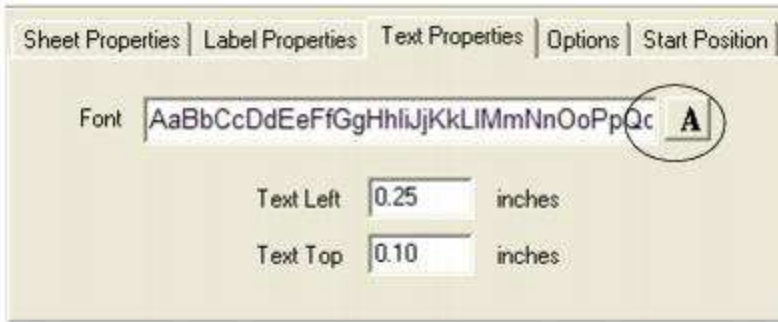 Sheet Properties Label Properties Text Properties Options Start Position
Font AaBbCcDdEeFfGgHhIiJjKkLlMmNnOoPpQc A
Text Left 0.25 inches
Text Top 0.10 inches